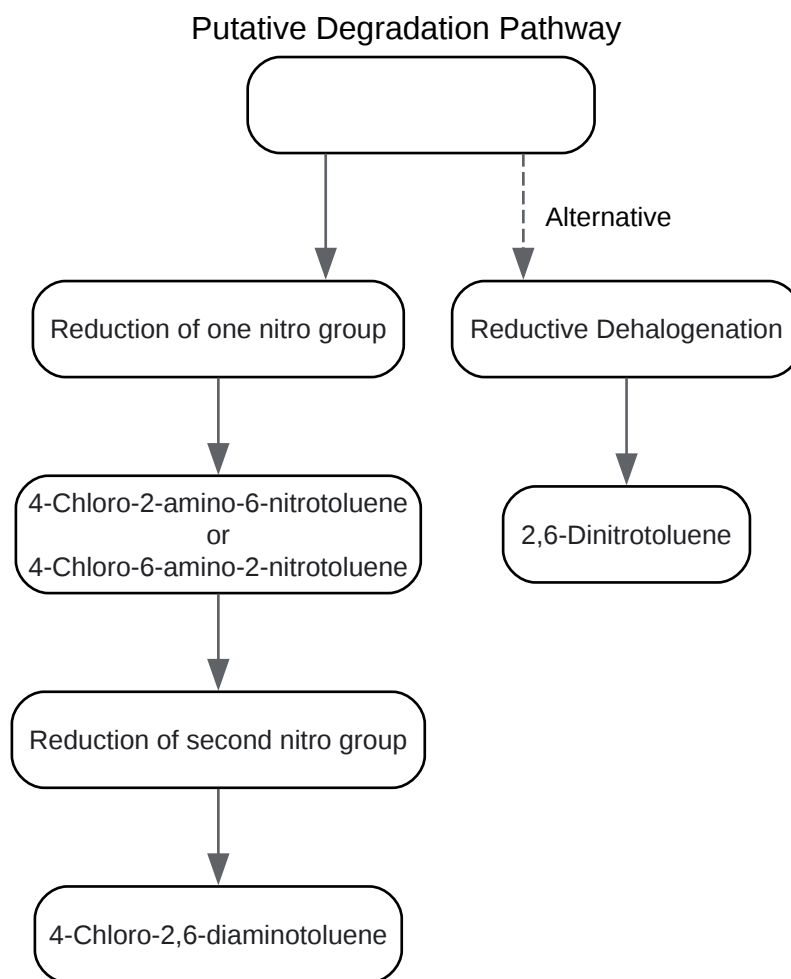 Putative Degradation Pathway
Alternative
Reduction of one nitro group
Reductive Dehalogenation
4-Chloro-2-amino-6-nitrotoluene
or
4-Chloro-6-amino-2-nitrotoluene
2,6-Dinitrotoluene
Reduction of second nitro group
4-Chloro-2,6-diaminotoluene